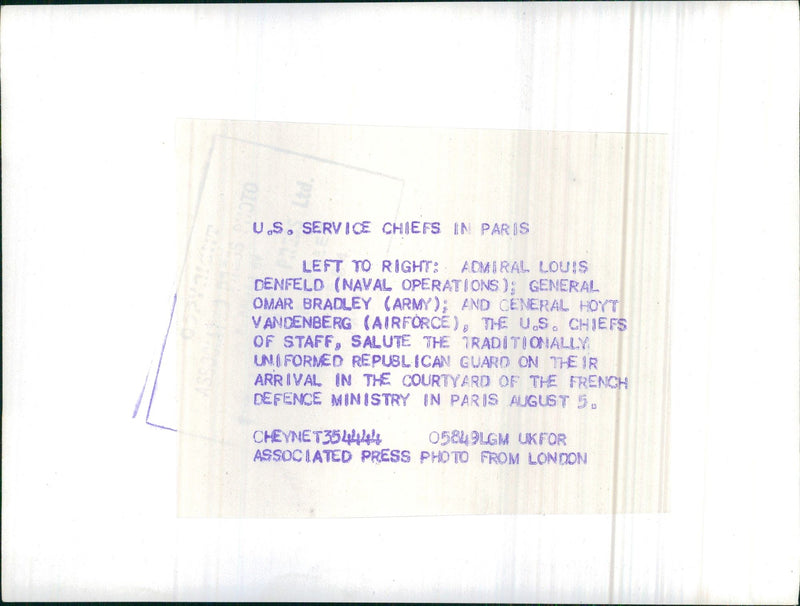 U.S. SERVICE CHIEFS IN PARIS
LEFT TO RIGHT: ADMIRAL LOUIS
DENFELD (NAVAL OPERATIONS); GENERAL
OMAR BRADLEY (ARMY); AND GENERAL HOYT
VANDENBERG (AIRFORCE), THE U.S. CHIEFS
OF STAFF, SALUTE THE TRADITIONALLY
UNIFORMED REPUBLICAN GUARD ON THEIR
ARRIVAL IN THE COURTYARD OF THE FRENCH
DEFENCE MINISTRY IN PARIS AUGUST 5.
CHEYNET354444 05849LGM UKFOR
ASSOCIATED PRESS PHOTO FROM LONDON
Ltd.